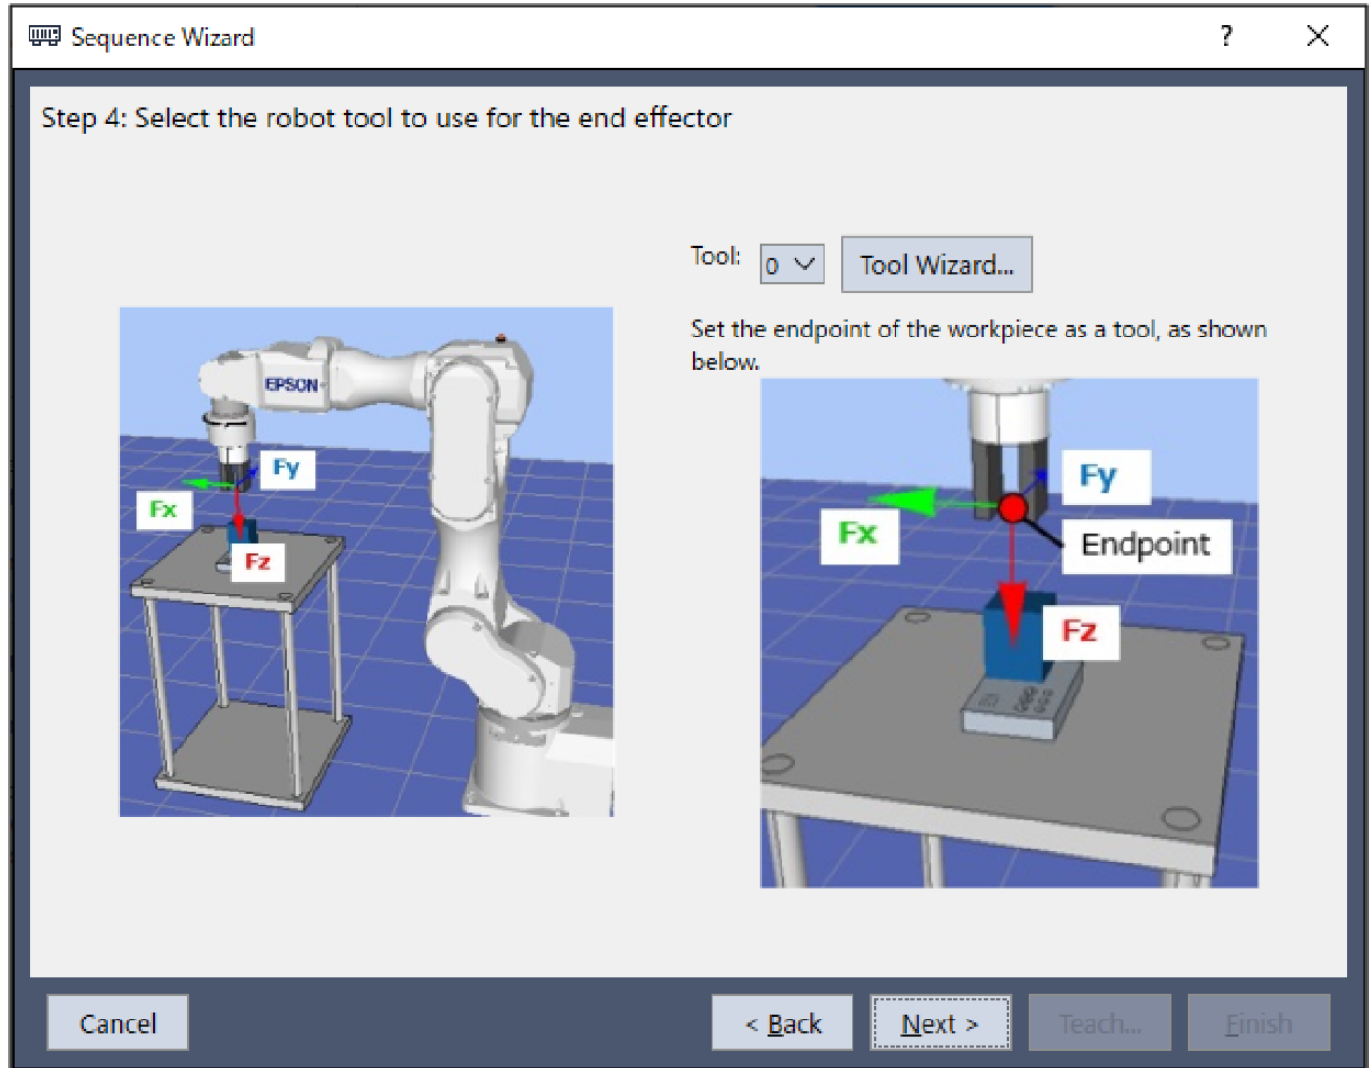 Sequence Wizard
?
Step 4: Select the robot tool to use for the end effector
Tool:
0
Tool Wizard...
Set the endpoint of the workpiece as a tool, as shown
below.
EPSON
Fy
Fx
Fz
Fy
Fx
Endpoint
Fz
Cancel
< Back
Next >
Teach...
Finish